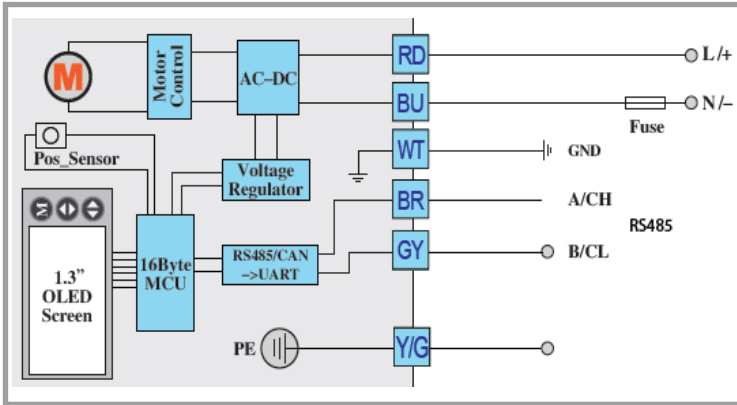 M
Motor
Control
AC–DC
RD
L/+
BU
N/–
Fuse
Pos_Sensor
Voltage
Regulator
WT
GND
M
BR
A/CH
RS485
1.3”
OLED
Screen
16Byte
MCU
RS485/CAN
–>UART
GY
B/CL
PE
Y/G